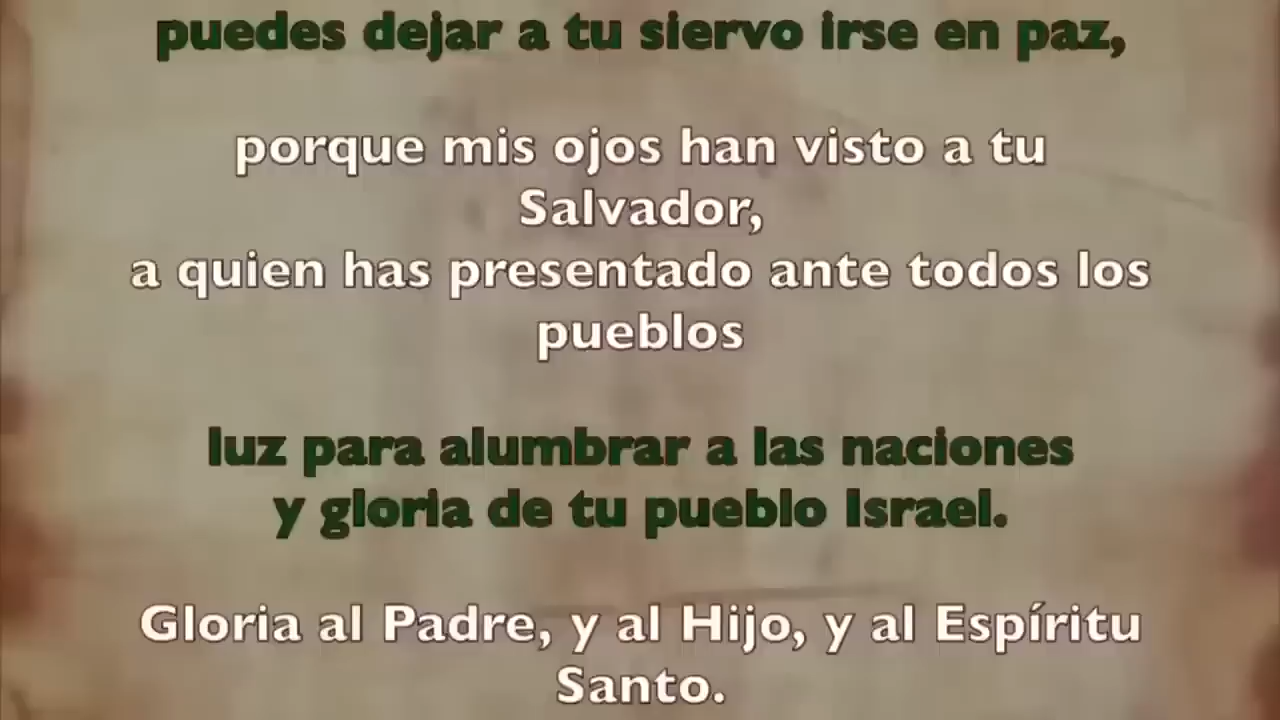 puedes dejar a tu siervo irse en paz,
porque mis ojos han visto a tu
Salvador,
a quien has presentado ante todos los
pueblos
luz para alumbrar a las naciones
y gloria de tu pueblo Israel.
Gloria al Padre, y al Hijo, y al Espíritu
Santo.